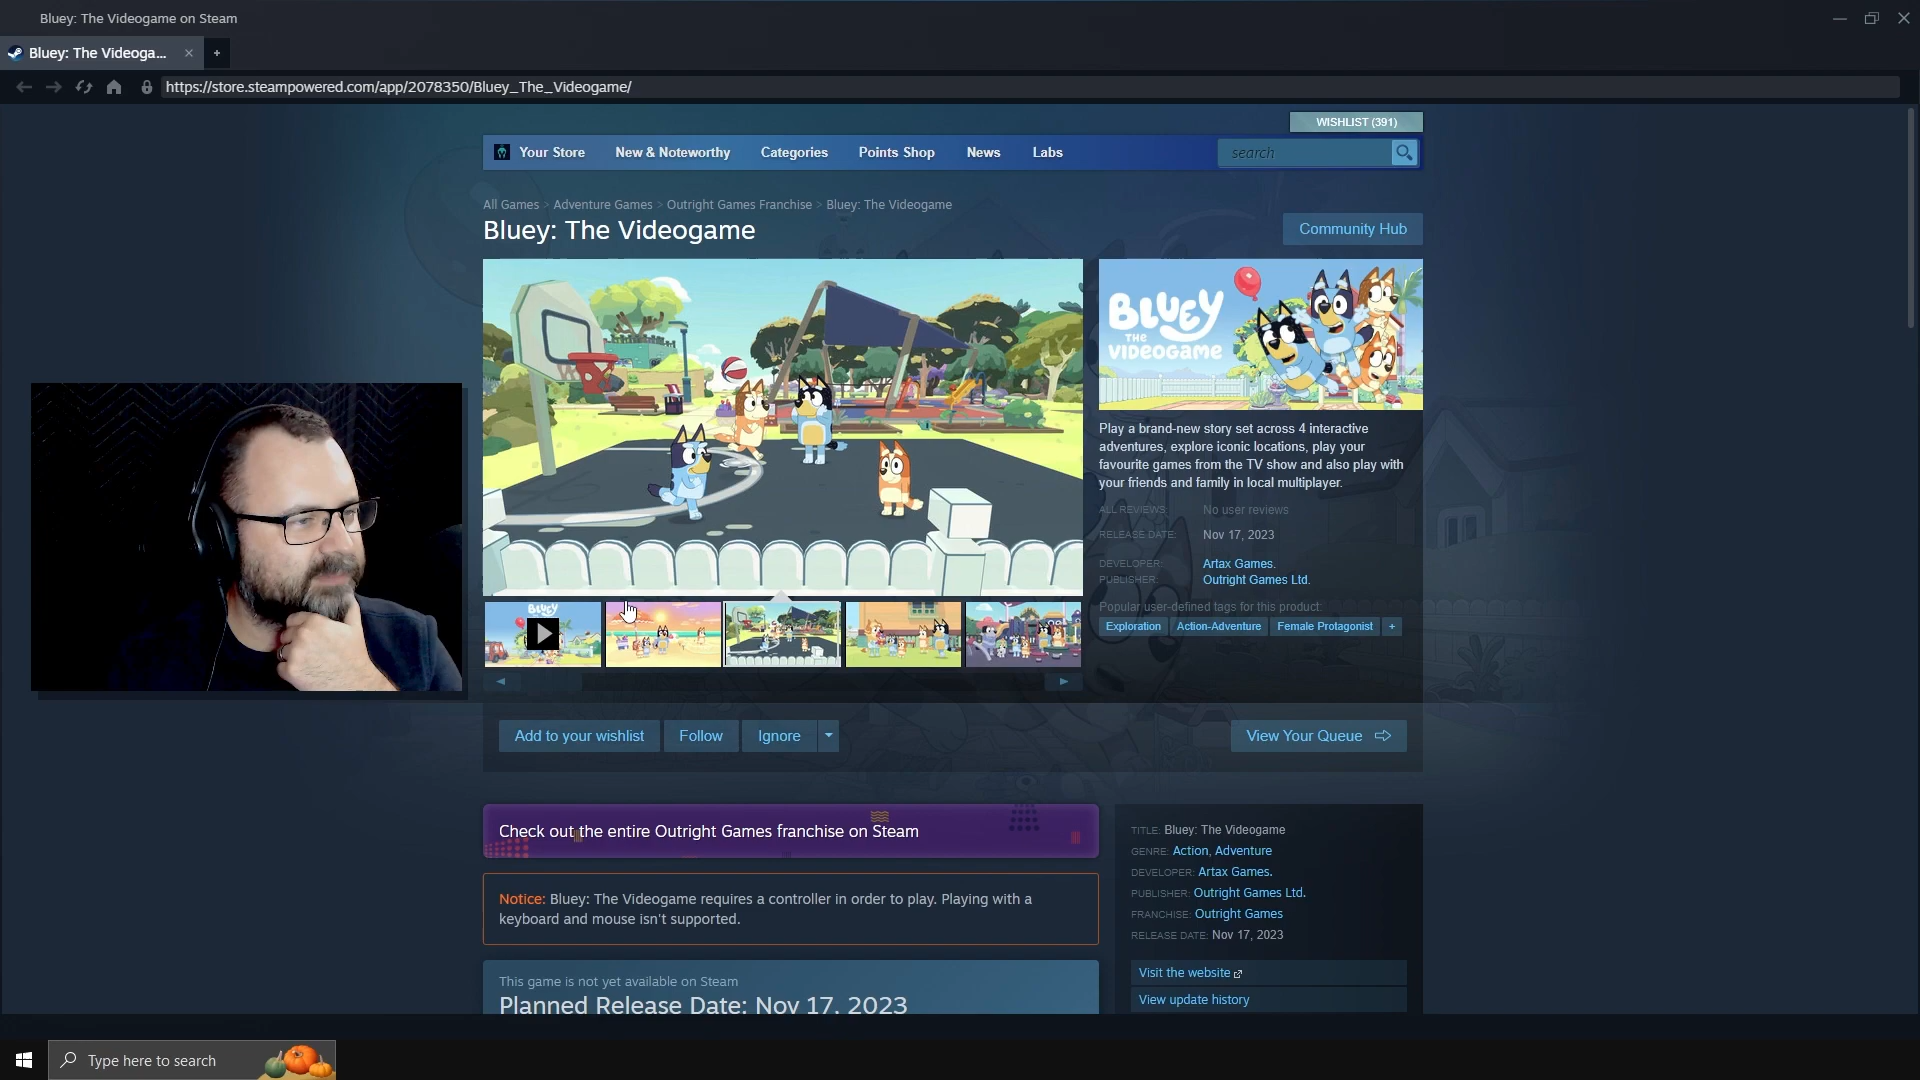 Bluey: The Videogame on Steam
Bluey: The Videoga...
https://store.steampowered.com/app/2078350/Bluey_The_Videogame/
WISHLIST (391)
Your Store
New & Noteworthy
Categories
Points Shop
News
Labs
search
All Games > Adventure Games > Outright Games Franchise > Bluey: The Videogame
Bluey: The Videogame
Community Hub
BLUEY
THE
VIDEOGAME
Play a brand-new story set across 4 interactive
adventures, explore iconic locations, play your
favourite games from the TV show and also play with
your friends and family in local multiplayer.
ALL REVIEWS: No user reviews
RELEASE DATE: Nov 17, 2023
DEVELOPER: Artax Games.
PUBLISHER: Outright Games Ltd.
Popular user-defined tags for this product:
Exploration Action-Adventure Female Protagonist +
BLUEY
Add to your wishlist
Follow
Ignore
View Your Queue
Check out the entire Outright Games franchise on Steam
Notice: Bluey: The Videogame requires a controller in order to play. Playing with a
keyboard and mouse isn't supported.
This game is not yet available on Steam
Planned Release Date: Nov 17, 2023
TITLE: Bluey: The Videogame
GENRE: Action, Adventure
DEVELOPER: Artax Games.
PUBLISHER: Outright Games Ltd.
FRANCHISE: Outright Games
RELEASE DATE: Nov 17, 2023
Visit the website
View update history
Type here to search